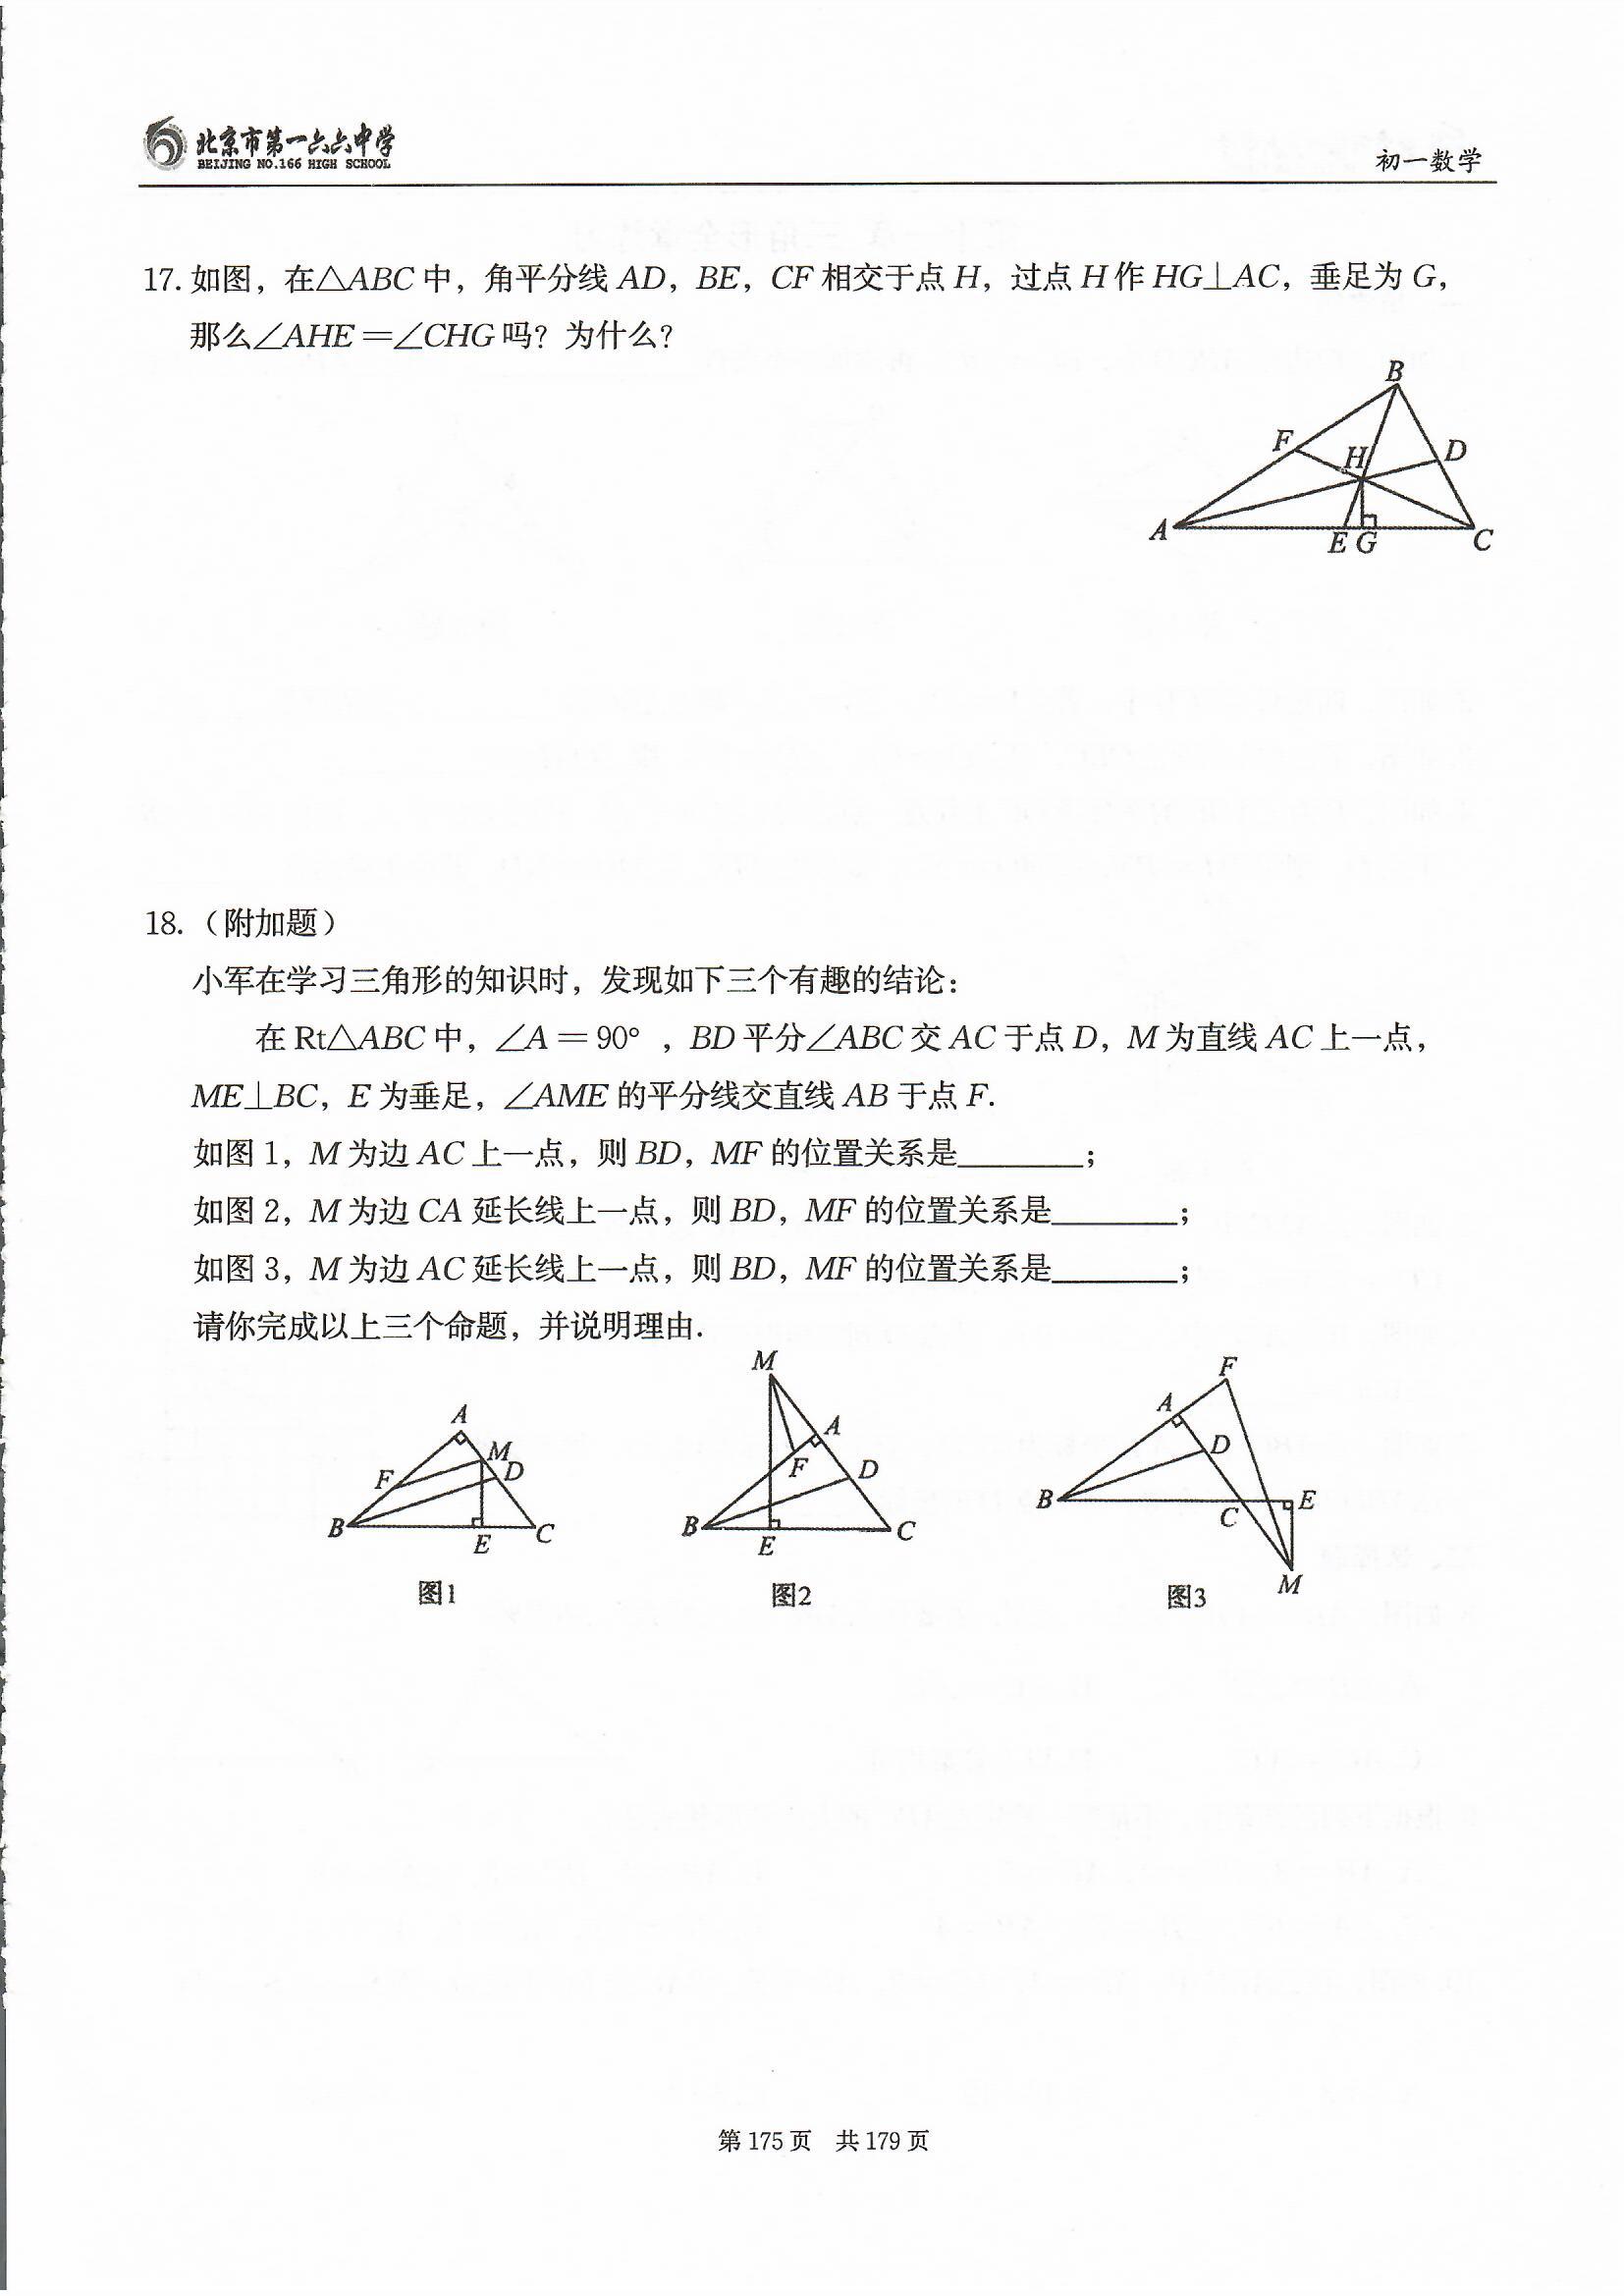 北京市第一六六中学
BEIJING NO.166 HIGH SCHOOL
初一数学
17. 如图，在△ABC 中，角平分线 AD，BE，CF 相交于点 H，过点 H 作 HG⊥AC，垂足为 G，
那么∠AHE＝∠CHG 吗？为什么？
B
F
H
D
A
E
G
C
18.（附加题）
小军在学习三角形的知识时，发现如下三个有趣的结论：
在 Rt△ABC 中，∠A＝90°，BD 平分∠ABC 交 AC 于点 D，M 为直线 AC 上一点，
ME⊥BC，E 为垂足，∠AME 的平分线交直线 AB 于点 F.
如图 1，M 为边 AC 上一点，则 BD，MF 的位置关系是________；
如图 2，M 为边 CA 延长线上一点，则 BD，MF 的位置关系是________；
如图 3，M 为边 AC 延长线上一点，则 BD，MF 的位置关系是________；
请你完成以上三个命题，并说明理由.
A
M
F
D
B
E
C
图1
M
A
F
D
B
E
C
图2
F
A
D
B
E
C
M
图3
第 175 页 共 179 页